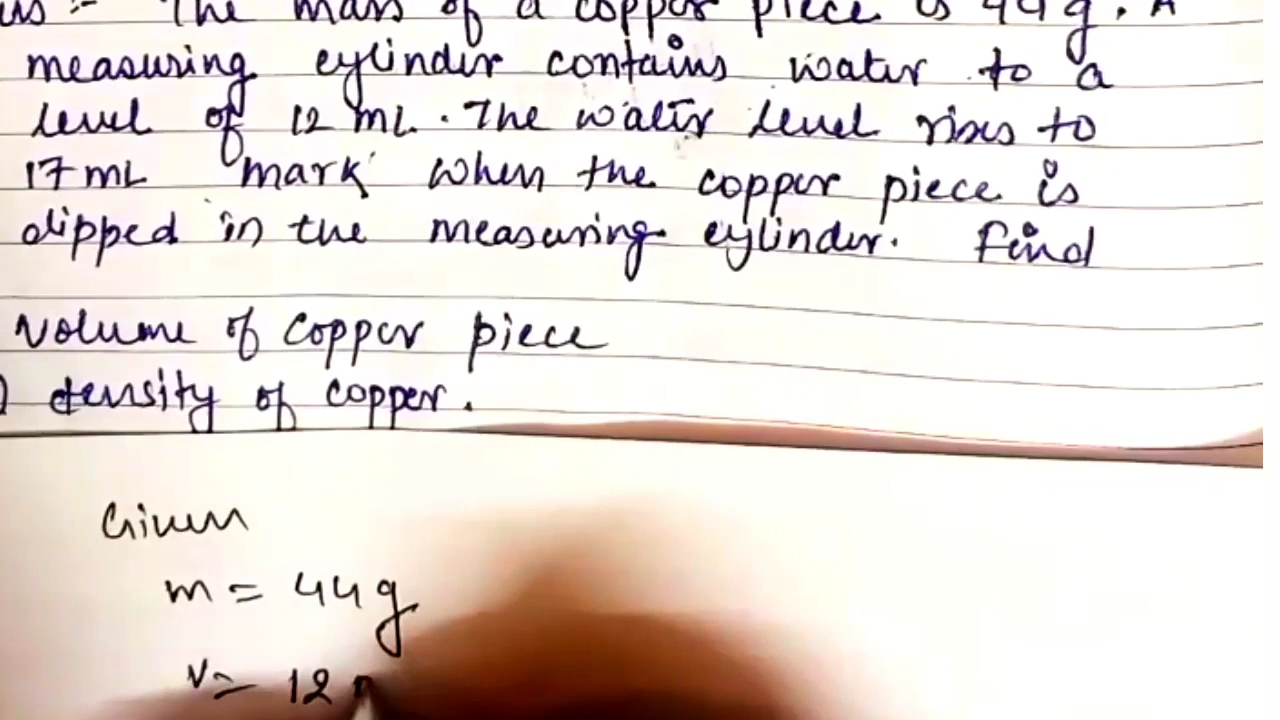 The mass of a copper piece is 44 g. A
measuring cylinder contains water to a
level of 12 mL. The water level rises to
17 mL mark when the copper piece is
dipped in the measuring cylinder. Find
volume of copper piece
) density of copper.
Given
m = 44g
V = 12